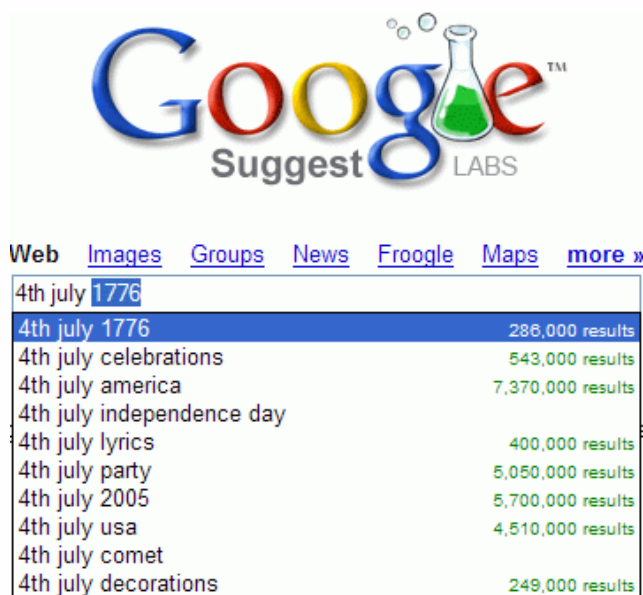 Google™
Suggest LABS
Web Images Groups News Froogle Maps more »
4th july 1776
4th july 1776 286,000 results
4th july celebrations 543,000 results
4th july america 7,370,000 results
4th july independence day
4th july lyrics 400,000 results
4th july party 5,050,000 results
4th july 2005 5,700,000 results
4th july usa 4,510,000 results
4th july comet
4th july decorations 249,000 results